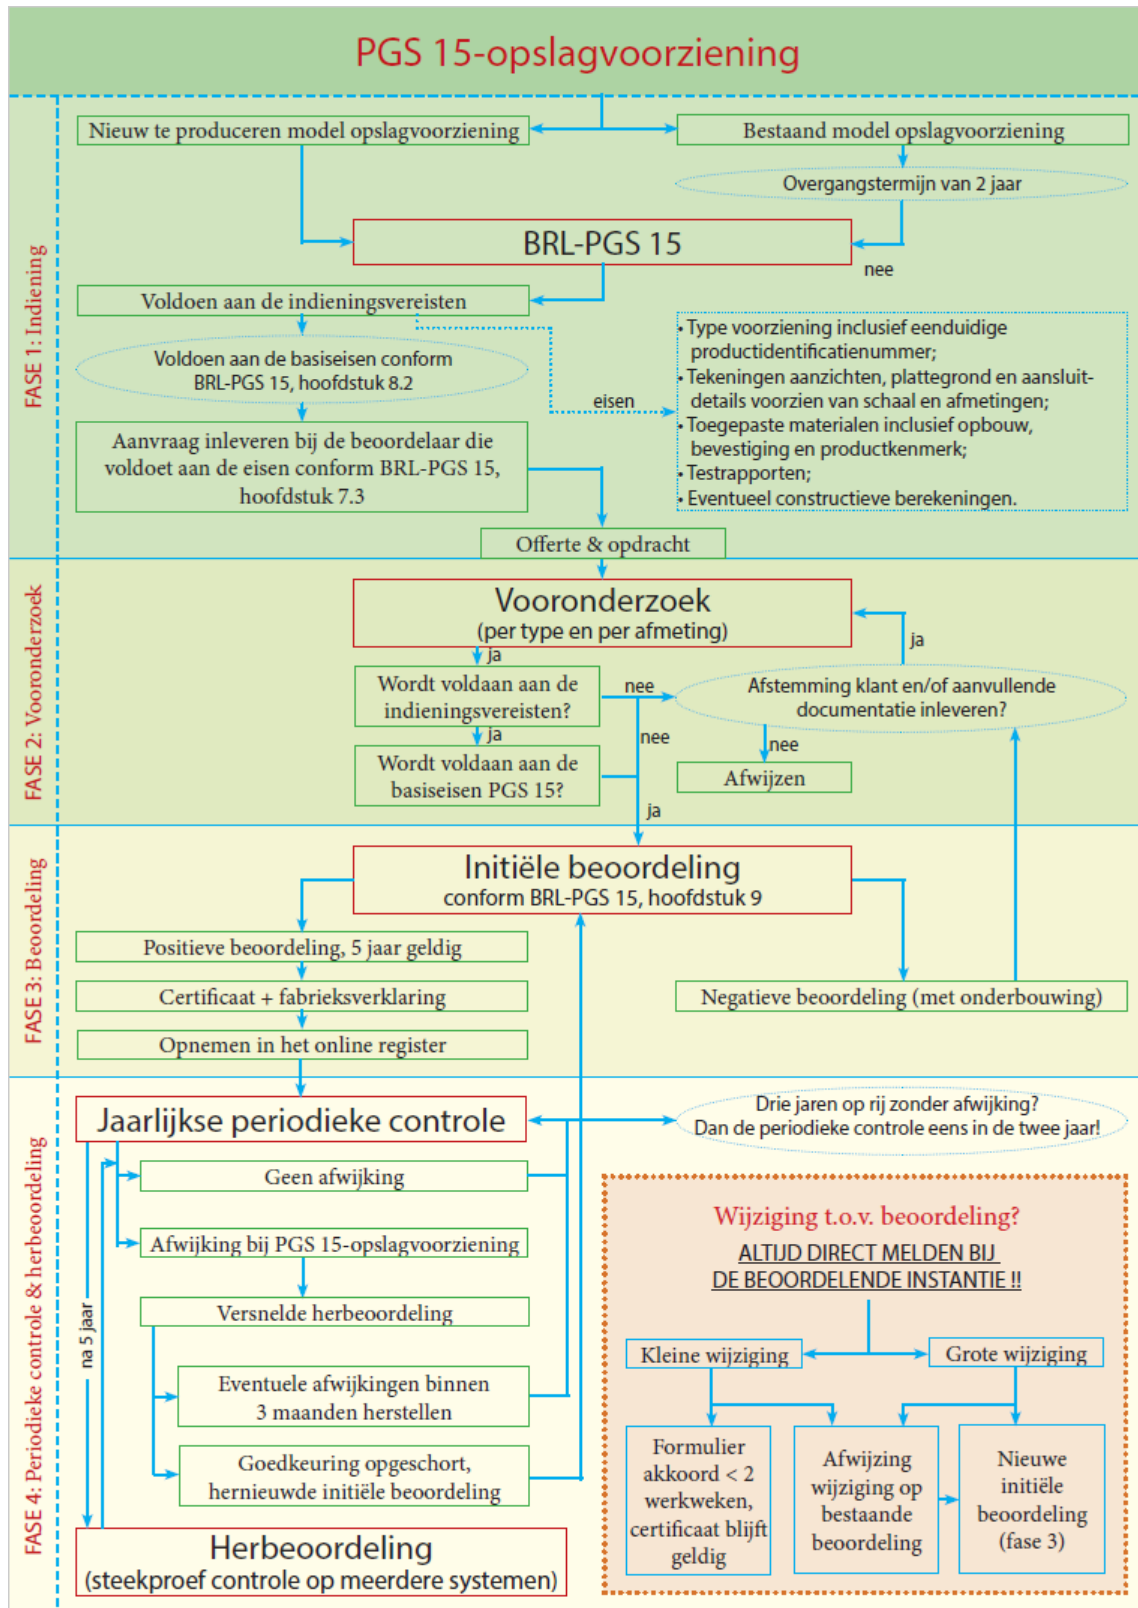 PGS 15-opslagvoorziening
FASE 1: Indiening
Nieuw te produceren model opslagvoorziening
Bestaand model opslagvoorziening
Overgangstermijn van 2 jaar
BRL-PGS 15
nee
Voldoen aan de indieningsvereisten
Voldoen aan de basiseisen conform
BRL-PGS 15, hoofdstuk 8.2
eisen
• Type voorziening inclusief eenduidige
productidentificatienummer;
• Tekeningen aanzichten, plattegrond en aansluit-
details voorzien van schaal en afmetingen;
• Toegepaste materialen inclusief opbouw,
bevestiging en productkenmerk;
• Testrapporten;
• Eventueel constructieve berekeningen.
Aanvraag inleveren bij de beoordelaar die
voldoet aan de eisen conform BRL-PGS 15,
hoofdstuk 7.3
Offerte & opdracht
FASE 2: Vooronderzoek
Vooronderzoek
(per type en per afmeting)
ja
ja
Wordt voldaan aan de
indieningsvereisten?
nee
Afstemming klant en/of aanvullende
documentatie inleveren?
ja
nee
nee
Wordt voldaan aan de
basiseisen PGS 15?
Afwijzen
ja
FASE 3: Beoordeling
Initiële beoordeling
conform BRL-PGS 15, hoofdstuk 9
Positieve beoordeling, 5 jaar geldig
Certificaat + fabrieksverklaring
Negatieve beoordeling (met onderbouwing)
Opnemen in het online register
FASE 4: Periodieke controle & herbeoordeling
Jaarlijkse periodieke controle
Drie jaren op rij zonder afwijking?
Dan de periodieke controle eens in de twee jaar!
Geen afwijking
Afwijking bij PGS 15-opslagvoorziening
Versnelde herbeoordeling
na 5 jaar
Eventuele afwijkingen binnen
3 maanden herstellen
Goedkeuring opgeschort,
hernieuwde initiële beoordeling
Herbeoordeling
(steekproef controle op meerdere systemen)
Wijziging t.o.v. beoordeling?
ALTIJD DIRECT MELDEN BIJ
DE BEOORDELENDE INSTANTIE !!
Kleine wijziging
Grote wijziging
Formulier
akkoord < 2
werkweken,
certificaat blijft
geldig
Afwijzing
wijziging op
bestaande
beoordeling
Nieuwe
initiële
beoordeling
(fase 3)